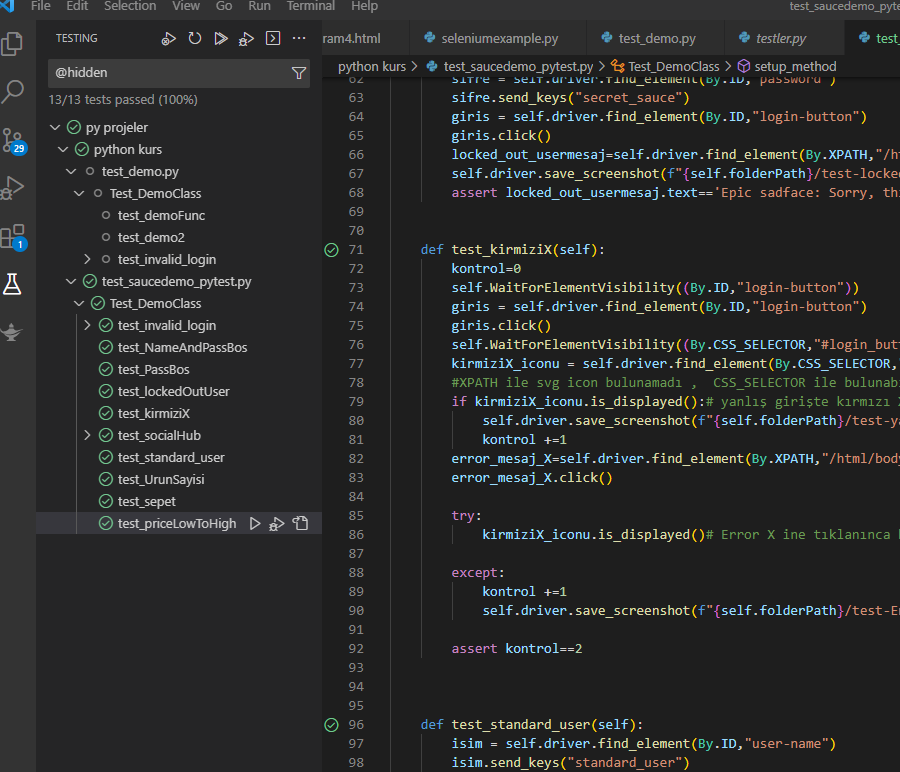 File Edit Selection View Go Run Terminal Help
test_saucedemo_pyte
TESTING
@hidden
13/13 tests passed (100%)
py projeler
python kurs
test_demo.py
Test_DemoClass
test_demoFunc
test_demo2
test_invalid_login
test_saucedemo_pytest.py
Test_DemoClass
test_invalid_login
test_NameAndPassBos
test_PassBos
test_lockedOutUser
test_kirmiziX
test_socialHub
test_standard_user
test_UrunSayisi
test_sepet
test_priceLowToHigh
29
1
ram4.html seleniumexample.py test_demo.py testler.py test_
python kurs > test_saucedemo_pytest.py > Test_DemoClass > setup_method
62 sifre = self.driver.find_element(By.ID,"password")
63 sifre.send_keys("secret_sauce")
64 giris = self.driver.find_element(By.ID,"login-button")
65 giris.click()
66 locked_out_usermesaj=self.driver.find_element(By.XPATH,"/ht
67 self.driver.save_screenshot(f"{self.folderPath}/test-locked
68 assert locked_out_usermesaj.text=='Epic sadface: Sorry, thi
69
70
71 def test_kirmiziX(self):
72 kontrol=0
73 self.WaitForElementVisibility((By.ID,"login-button"))
74 giris = self.driver.find_element(By.ID,"login-button")
75 giris.click()
76 self.WaitForElementVisibility((By.CSS_SELECTOR,"#login_butt
77 kirmiziX_iconu = self.driver.find_element(By.CSS_SELECTOR,"
78 #XPATH ile svg icon bulunamadı , CSS_SELECTOR ile bulunabi
79 if kirmiziX_iconu.is_displayed():# yanlış girişte kırmızı X
80 self.driver.save_screenshot(f"{self.folderPath}/test-ya
81 kontrol +=1
82 error_mesaj_X=self.driver.find_element(By.XPATH,"/html/body
83 error_mesaj_X.click()
84
85 try:
86 kirmiziX_iconu.is_displayed()# Error X ine tıklanınca
87
88 except:
89 kontrol +=1
90 self.driver.save_screenshot(f"{self.folderPath}/test-Er
91
92 assert kontrol==2
93
94
95
96 def test_standard_user(self):
97 isim = self.driver.find_element(By.ID,"user-name")
98 isim.send_keys("standard_user")